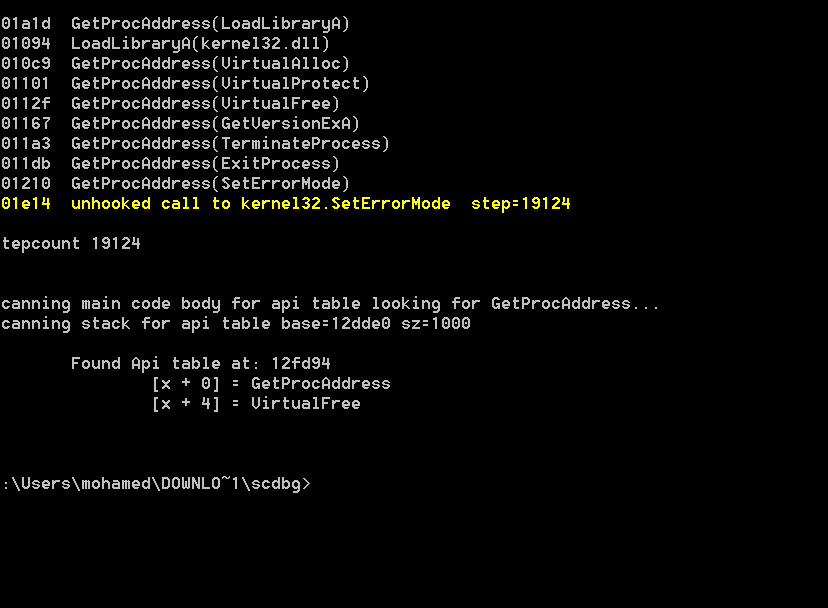 01a1d  GetProcAddress(LoadLibraryA)
01094  LoadLibraryA(kernel32.dll)
010c9  GetProcAddress(VirtualAlloc)
01101  GetProcAddress(VirtualProtect)
0112f  GetProcAddress(VirtualFree)
01167  GetProcAddress(GetVersionExA)
011a3  GetProcAddress(TerminateProcess)
011db  GetProcAddress(ExitProcess)
01210  GetProcAddress(SetErrorMode)
01e14  unhooked call to kernel32.SetErrorMode  step=19124
tepcount 19124
canning main code body for api table looking for GetProcAddress...
canning stack for api table base=12dde0 sz=1000
Found Api table at: 12fd94
[x + 0] = GetProcAddress
[x + 4] = VirtualFree
:\Users\mohamed\DOWNLO~1\scdbg>